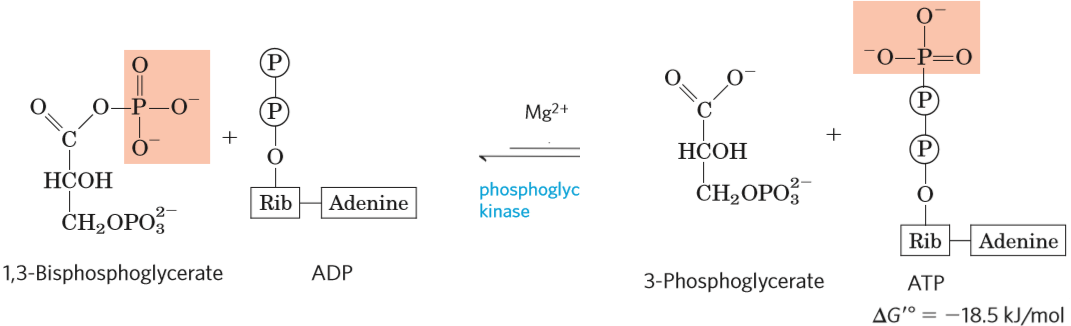 O
‖
O O—P—O⁻
C O⁻
HCOH
CH₂OPO₃²⁻
1,3-Bisphosphoglycerate
+
P
P
O
Rib Adenine
ADP
Mg²⁺
phosphoglyc
kinase
O O⁻
C
HCOH
CH₂OPO₃²⁻
3-Phosphoglycerate
+
O⁻
⁻O—P=O
P
P
O
Rib Adenine
ATP
ΔG′° = −18.5 kJ/mol